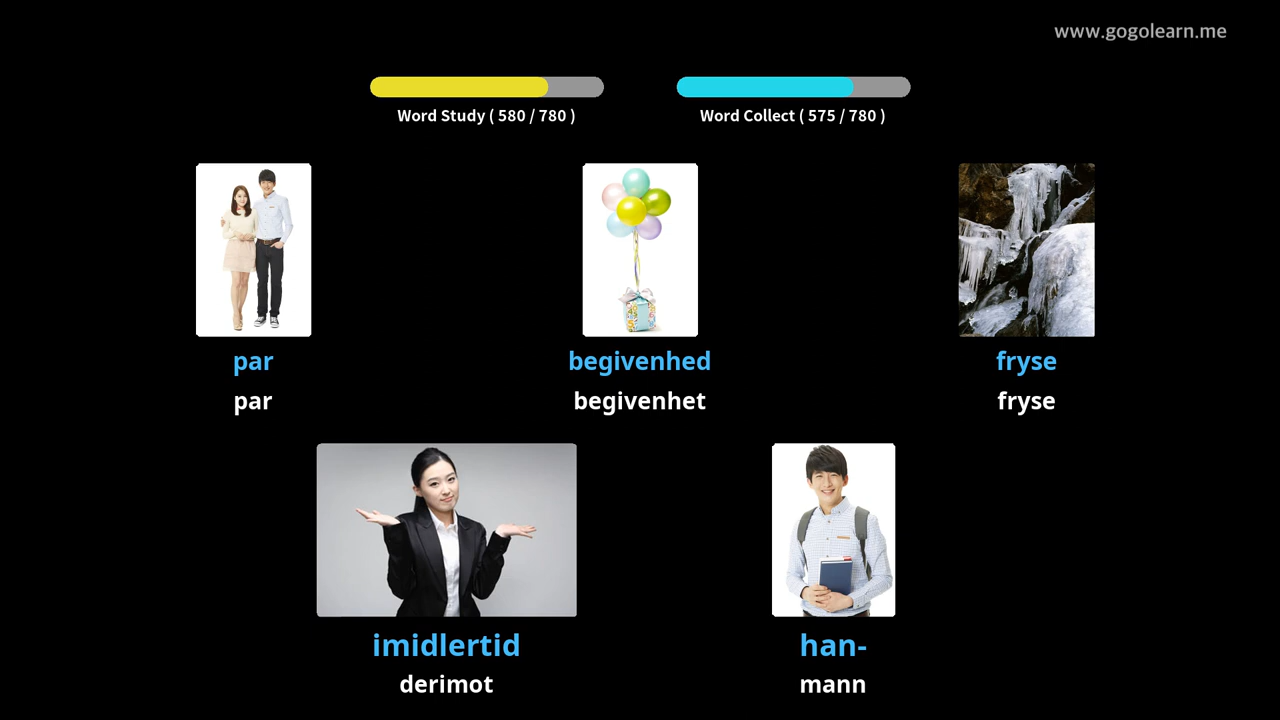 www.gogolearn.me
Word Study ( 580 / 780 )
Word Collect ( 575 / 780 )
par
par
begivenhed
begivenhet
fryse
fryse
imidlertid
derimot
han-
mann